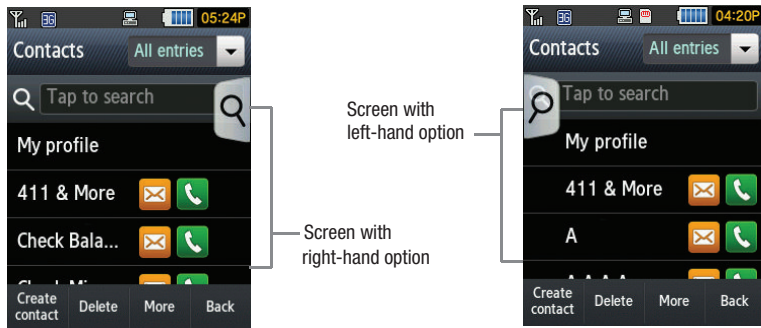 3G 05:24P
Contacts All entries
Tap to search
My profile
411 & More
Check Bala...
Create contact Delete More Back
Screen with
left-hand option
Screen with
right-hand option
3G 04:20P
Contacts All entries
Tap to search
My profile
411 & More
A
A A A A
Create contact Delete More Back